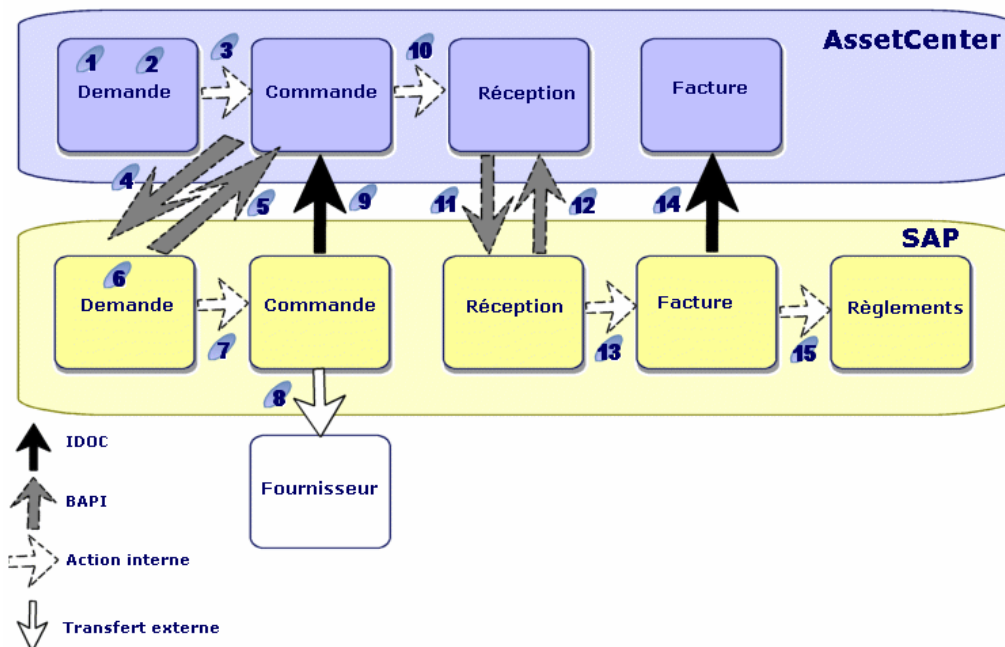 AssetCenter
1 2 3 10
Demande Commande Réception Facture
4 5 9 11 12 14
SAP
6
Demande Commande Réception Facture Règlements
7 13 15
8
IDOC
Fournisseur
BAPI
Action interne
Transfert externe